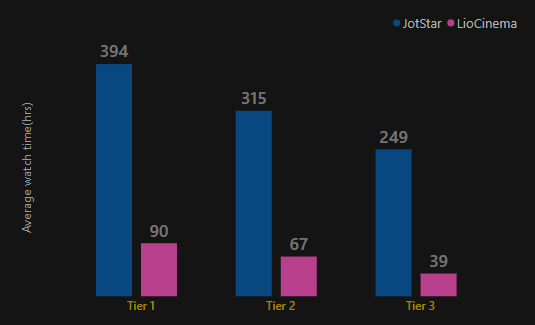 JotStar LioCinema
Average watch time(hrs)
394
90
315
67
249
39
Tier 1
Tier 2
Tier 3